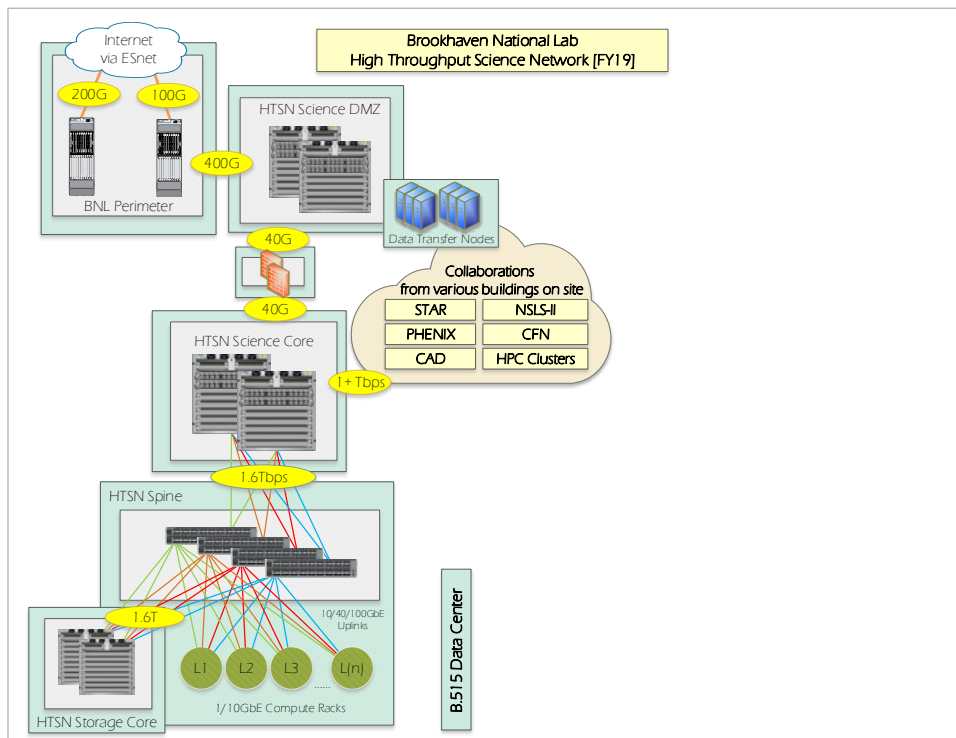 Internet
via ESnet
Brookhaven National Lab
High Throughput Science Network [FY19]
200G
100G
HTSN Science DMZ
400G
BNL Perimeter
Data Transfer Nodes
40G
Collaborations
from various buildings on site
40G
STAR
NSLS-II
PHENIX
CFN
CAD
HPC Clusters
HTSN Science Core
1+ Tbps
1.6Tbps
HTSN Spine
10/40/100GbE
Uplinks
1.6T
L1
L2
L3
......
L(n)
1/10GbE Compute Racks
HTSN Storage Core
B.515 Data Center